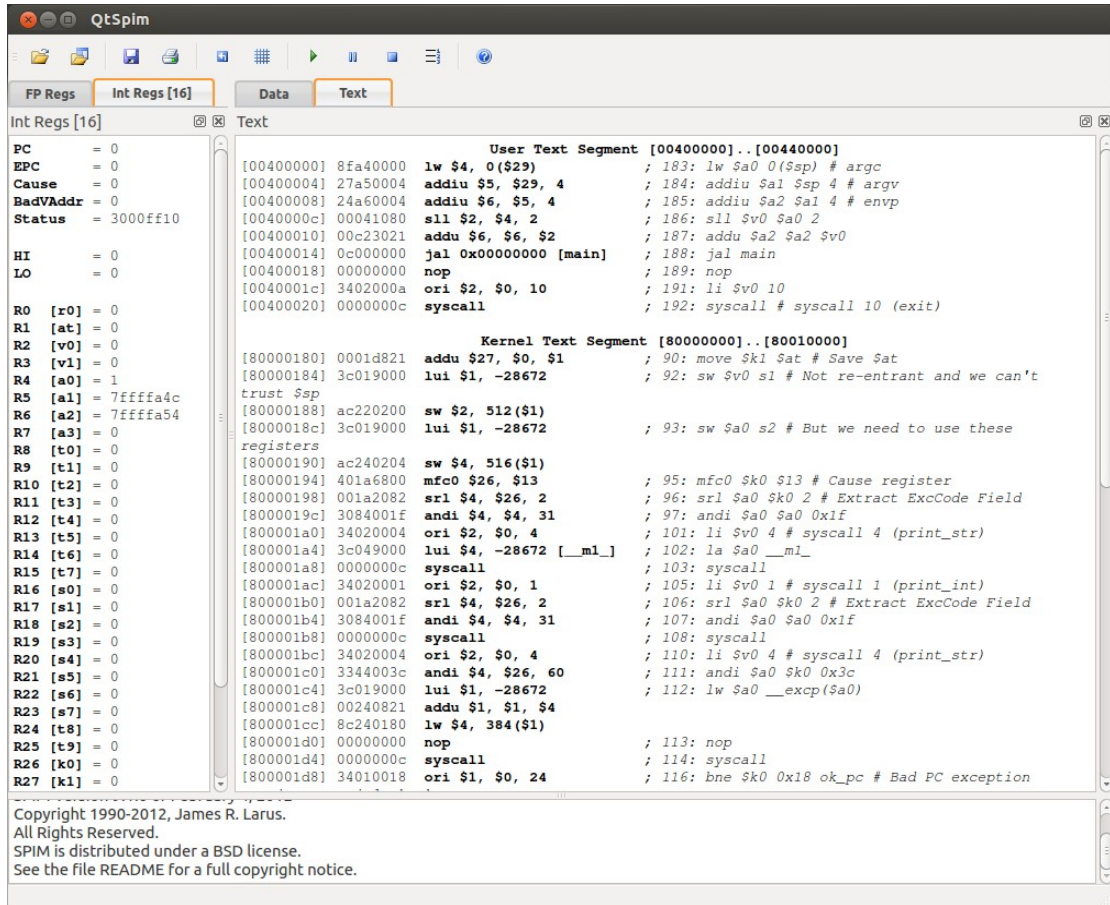 QtSpim
FP Regs
Int Regs [16]
Data
Text
Int Regs [16]
PC = 0
EPC = 0
Cause = 0
BadVAddr = 0
Status = 3000ff10
HI = 0
LO = 0
R0 [r0] = 0
R1 [at] = 0
R2 [v0] = 0
R3 [v1] = 0
R4 [a0] = 1
R5 [a1] = 7ffffa4c
R6 [a2] = 7ffffa54
R7 [a3] = 0
R8 [t0] = 0
R9 [t1] = 0
R10 [t2] = 0
R11 [t3] = 0
R12 [t4] = 0
R13 [t5] = 0
R14 [t6] = 0
R15 [t7] = 0
R16 [s0] = 0
R17 [s1] = 0
R18 [s2] = 0
R19 [s3] = 0
R20 [s4] = 0
R21 [s5] = 0
R22 [s6] = 0
R23 [s7] = 0
R24 [t8] = 0
R25 [t9] = 0
R26 [k0] = 0
R27 [k1] = 0
Text
User Text Segment [00400000]..[00440000]
[00400000] 8fa40000 lw $4, 0($29) ; 183: lw $a0 0($sp) # argc
[00400004] 27a50004 addiu $5, $29, 4 ; 184: addiu $a1 $sp 4 # argv
[00400008] 24a60004 addiu $6, $5, 4 ; 185: addiu $a2 $a1 4 # envp
[0040000c] 00041080 sll $2, $4, 2 ; 186: sll $v0 $a0 2
[00400010] 00c23021 addu $6, $6, $2 ; 187: addu $a2 $a2 $v0
[00400014] 0c000000 jal 0x00000000 [main] ; 188: jal main
[00400018] 00000000 nop ; 189: nop
[0040001c] 3402000a ori $2, $0, 10 ; 191: li $v0 10
[00400020] 0000000c syscall ; 192: syscall # syscall 10 (exit)
Kernel Text Segment [80000000]..[80010000]
[80000180] 0001d821 addu $27, $0, $1 ; 90: move $k1 $at # Save $at
[80000184] 3c019000 lui $1, -28672 ; 92: sw $v0 s1 # Not re-entrant and we can't
trust $sp
[80000188] ac220200 sw $2, 512($1)
[8000018c] 3c019000 lui $1, -28672 ; 93: sw $a0 s2 # But we need to use these
registers
[80000190] ac240204 sw $4, 516($1)
[80000194] 401a6800 mfc0 $26, $13 ; 95: mfc0 $k0 $13 # Cause register
[80000198] 001a2082 srl $4, $26, 2 ; 96: srl $a0 $k0 2 # Extract ExcCode Field
[8000019c] 3084001f andi $4, $4, 31 ; 97: andi $a0 $a0 0x1f
[800001a0] 34020004 ori $2, $0, 4 ; 101: li $v0 4 # syscall 4 (print_str)
[800001a4] 3c049000 lui $4, -28672 [__m1_] ; 102: la $a0 __m1_
[800001a8] 0000000c syscall ; 103: syscall
[800001ac] 34020001 ori $2, $0, 1 ; 105: li $v0 1 # syscall 1 (print_int)
[800001b0] 001a2082 srl $4, $26, 2 ; 106: srl $a0 $k0 2 # Extract ExcCode Field
[800001b4] 3084001f andi $4, $4, 31 ; 107: andi $a0 $a0 0x1f
[800001b8] 0000000c syscall ; 108: syscall
[800001bc] 34020004 ori $2, $0, 4 ; 110: li $v0 4 # syscall 4 (print_str)
[800001c0] 3344003c andi $4, $26, 60 ; 111: andi $a0 $k0 0x3c
[800001c4] 3c019000 lui $1, -28672 ; 112: lw $a0 __excp($a0)
[800001c8] 00240821 addu $1, $1, $4
[800001cc] 8c240180 lw $4, 384($1)
[800001d0] 00000000 nop ; 113: nop
[800001d4] 0000000c syscall ; 114: syscall
[800001d8] 34010018 ori $1, $0, 24 ; 116: bne $k0 0x18 ok_pc # Bad PC exception
Copyright 1990-2012, James R. Larus.
All Rights Reserved.
SPIM is distributed under a BSD license.
See the file README for a full copyright notice.